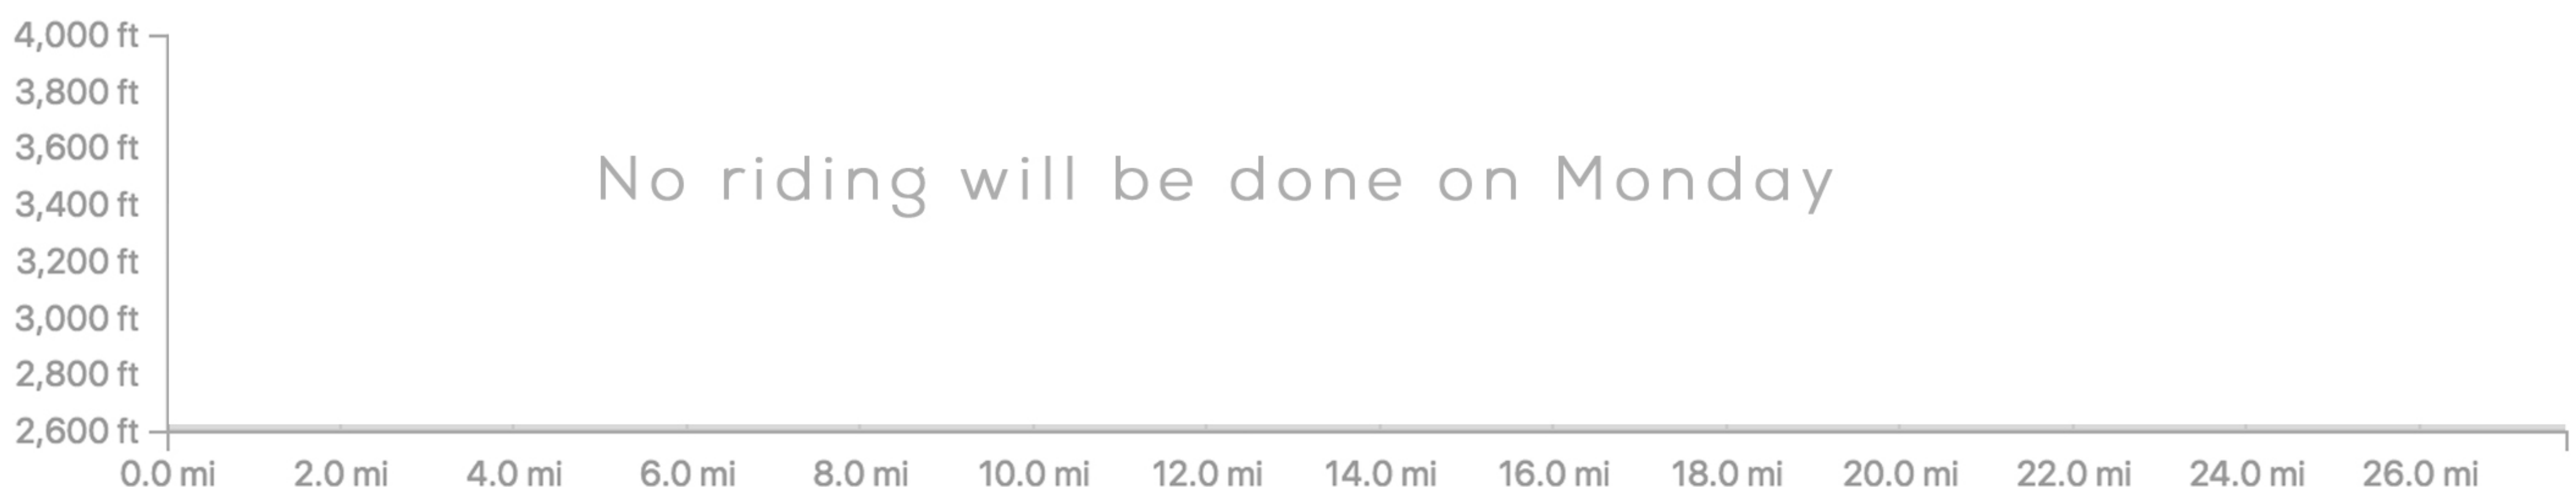 4,000 ft
3,800 ft
3,600 ft
No riding will be done on Monday
3,400 ft
3,200 ft
3,000 ft
2,800 ft
2,600 ft
0.0 mi 2.0 mi 4.0 mi 6.0 mi 8.0 mi 10.0 mi 12.0 mi 14.0 mi 16.0 mi 18.0 mi 20.0 mi 22.0 mi 24.0 mi 26.0 mi